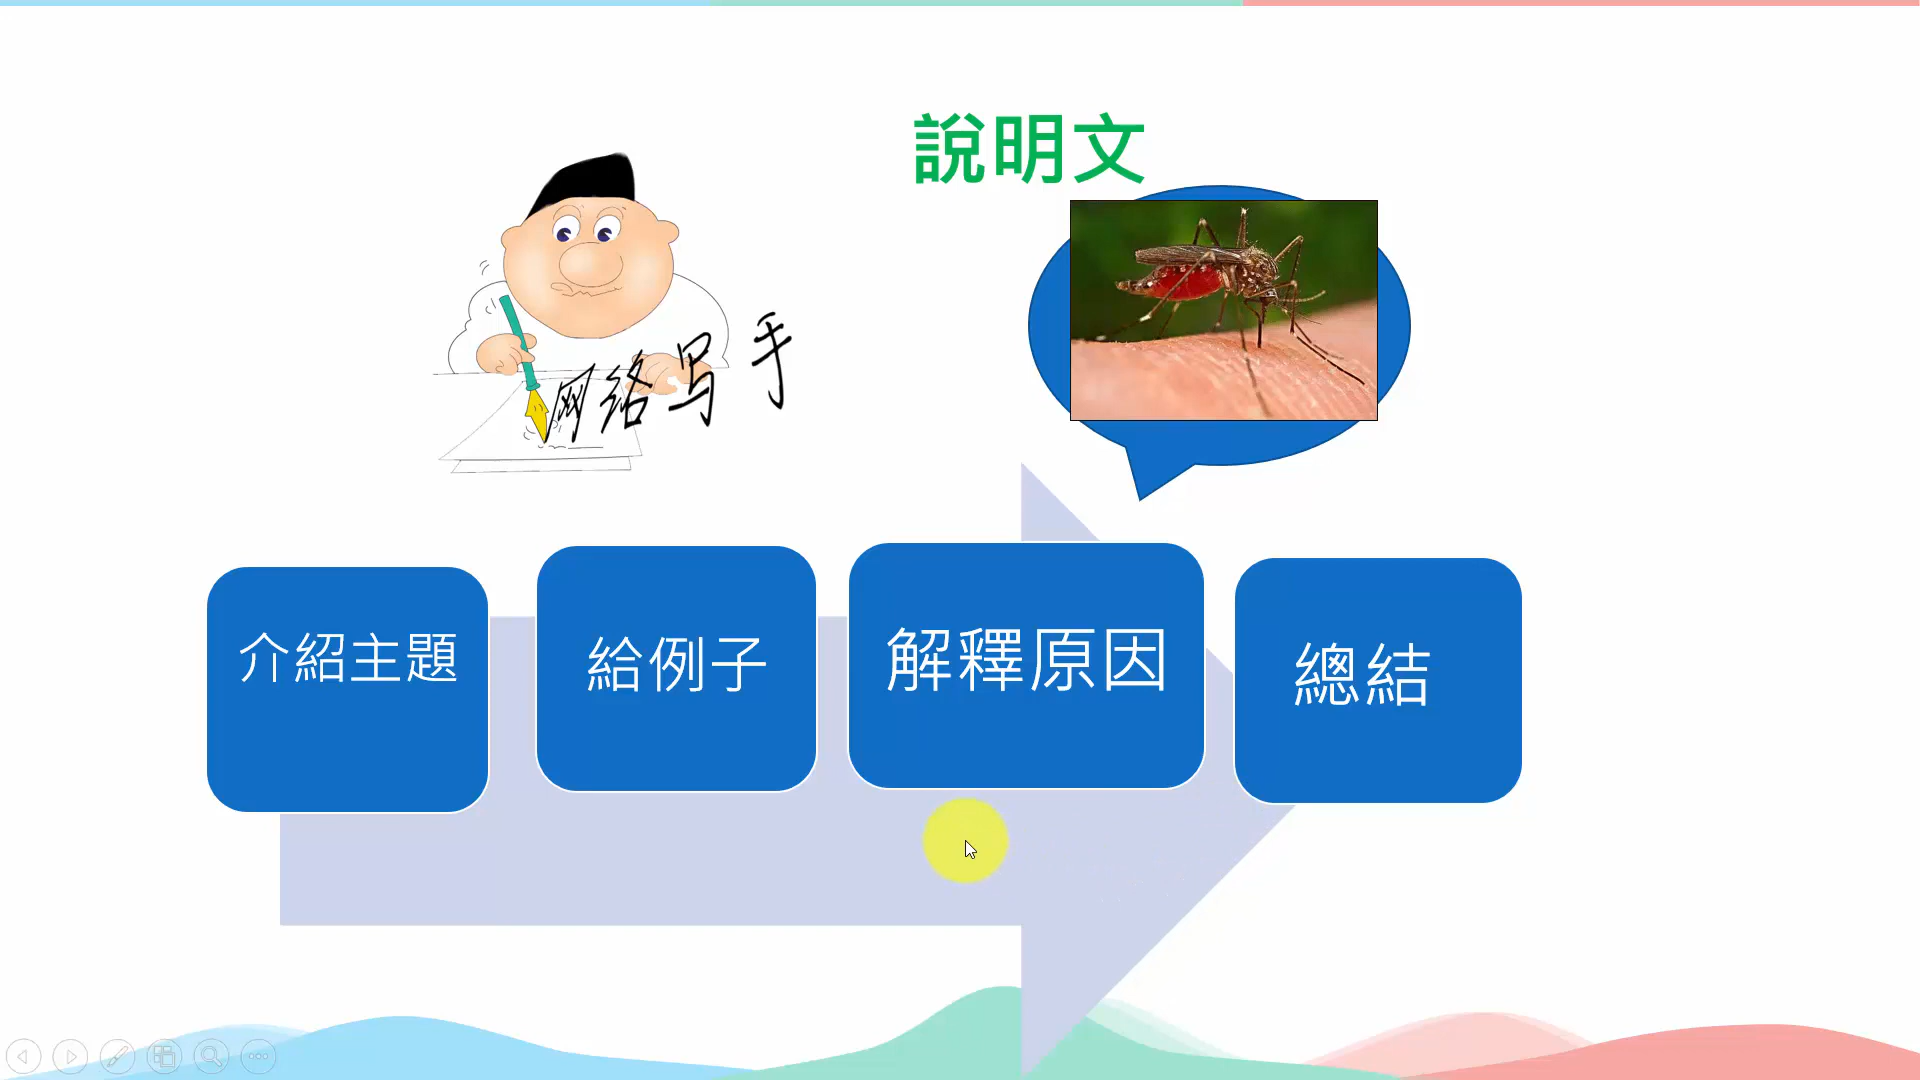 說明文
网络写手
介紹主題
給例子
解釋原因
總結